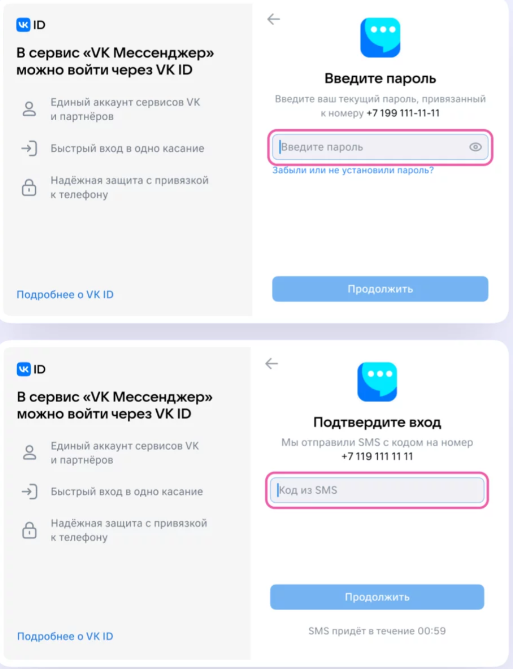 VK ID
В сервис «VK Мессенджер»
можно войти через VK ID
Единый аккаунт сервисов VK
и партнёров
Быстрый вход в одно касание
Надёжная защита с привязкой
к телефону
Подробнее о VK ID
Введите пароль
Введите ваш текущий пароль, привязанный
к номеру +7 199 111-11-11
Введите пароль
Забыли или не установили пароль?
Продолжить
VK ID
В сервис «VK Мессенджер»
можно войти через VK ID
Единый аккаунт сервисов VK
и партнёров
Быстрый вход в одно касание
Надёжная защита с привязкой
к телефону
Подробнее о VK ID
Подтвердите вход
Мы отправили SMS с кодом на номер
+7 119 111 11 11
Код из SMS
Продолжить
SMS придёт в течение 00:59